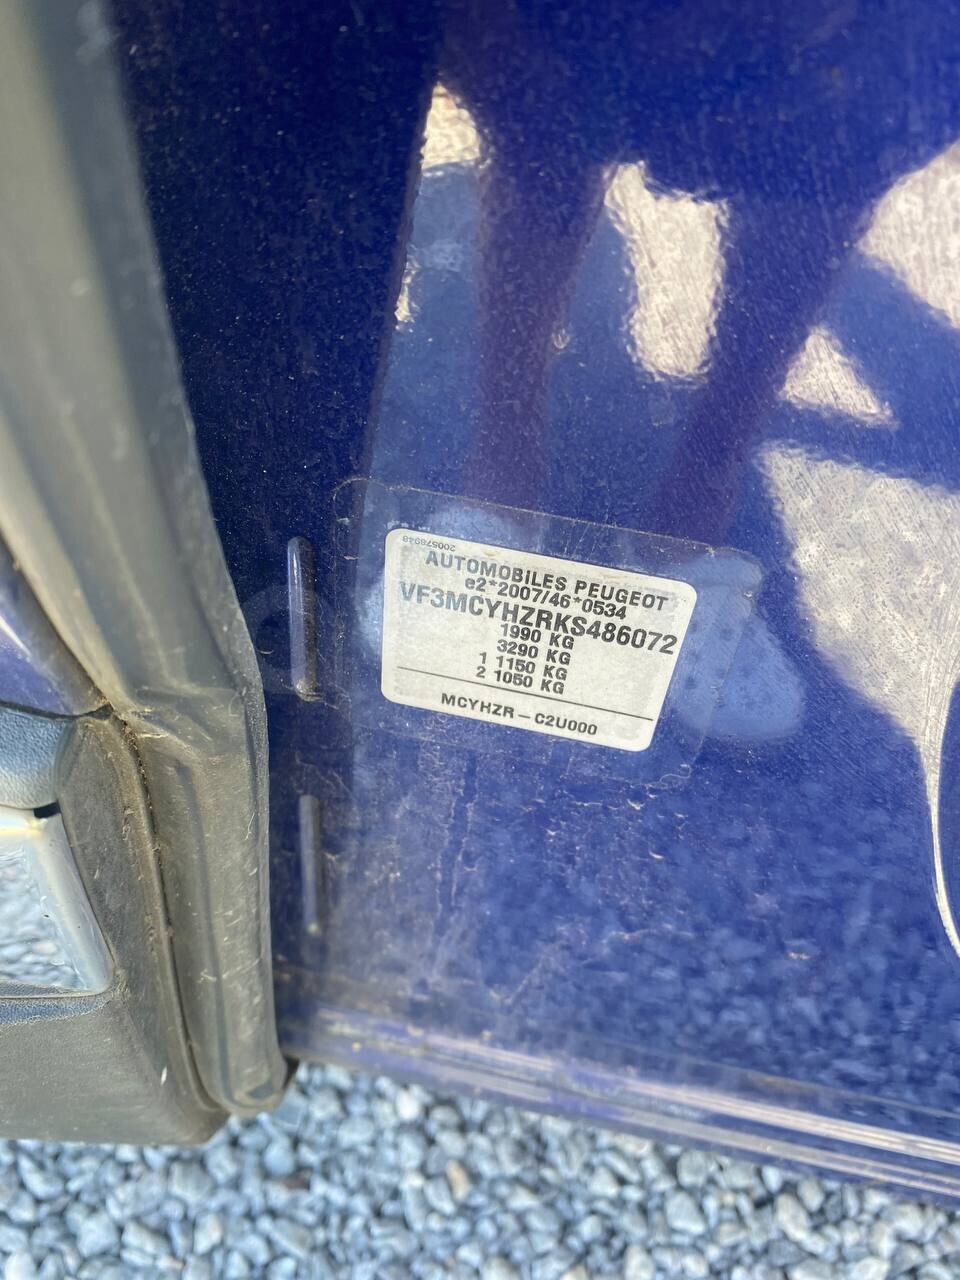 200578948
AUTOMOBILES PEUGEOT
e2*2007/46*0534
VF3MCYHZRKS486072
1990 KG
3290 KG
1 1150 KG
2 1050 KG
MCYHZR – C2U000